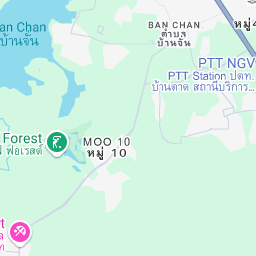 an Chan
บ้านจัน
BAN CHAN
ตำบล
บ้านจัน
หมู่
PTT NGV
PTT Station ปตท.
บ้านตาด สถานีบริการ...
Forest
ฟอเรสต์
MOO 10
หมู่ 10
t